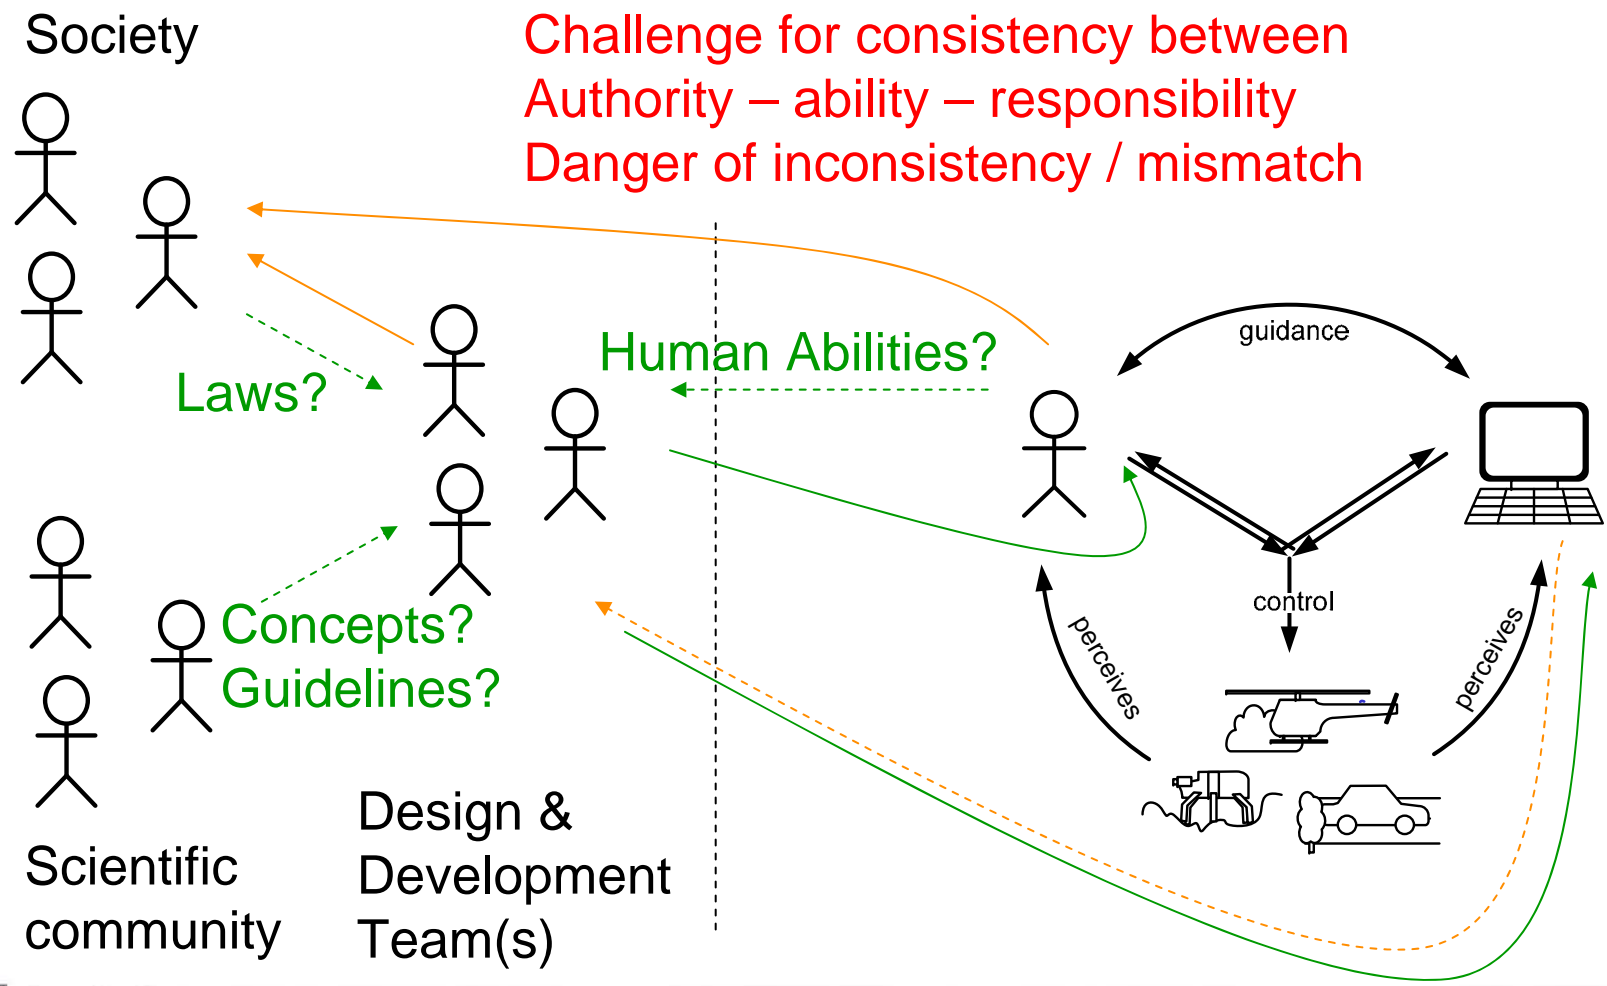 Society
Challenge for consistency between
Authority – ability – responsibility
Danger of inconsistency / mismatch
guidance
Human Abilities?
Laws?
control
perceives
perceives
Concepts?
Guidelines?
Design &
Development
Team(s)
Scientific
community